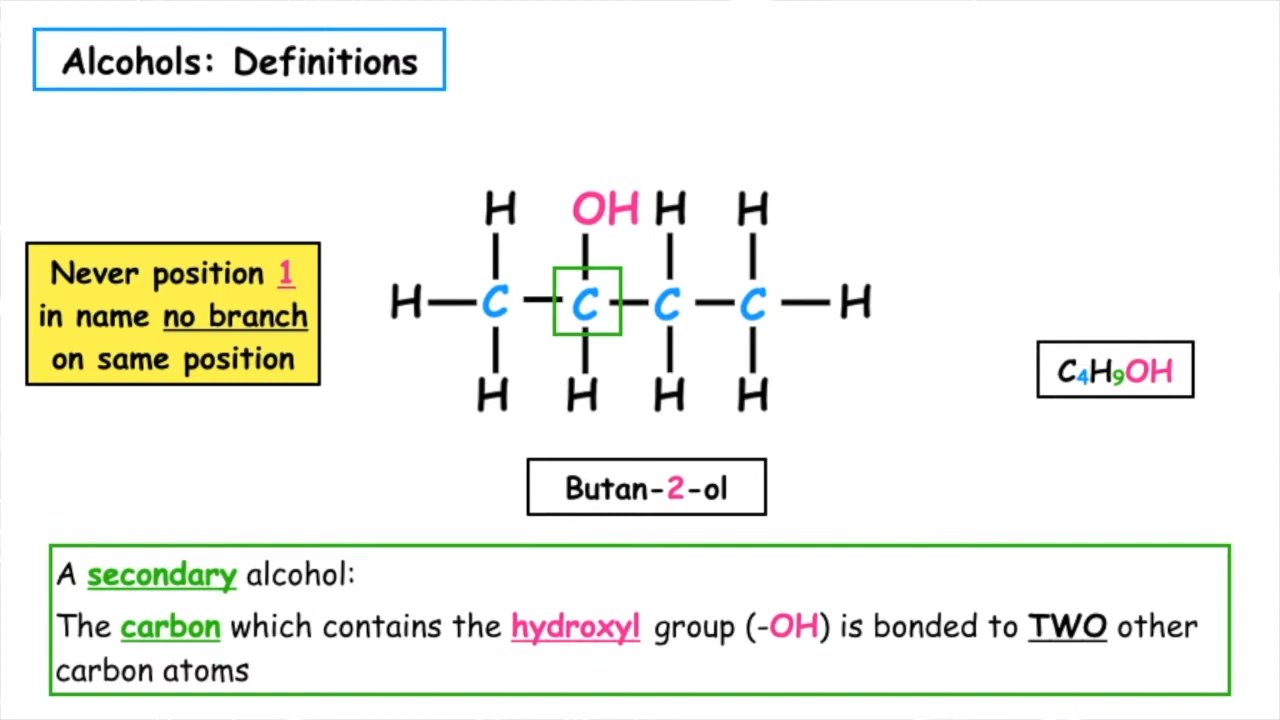 Alcohols: Definitions
H OH H H
Never position 1
in name no branch
on same position
H C C C C H
C4H9OH
H H H H
Butan-2-ol
A secondary alcohol:
The carbon which contains the hydroxyl group (-OH) is bonded to TWO other
carbon atoms